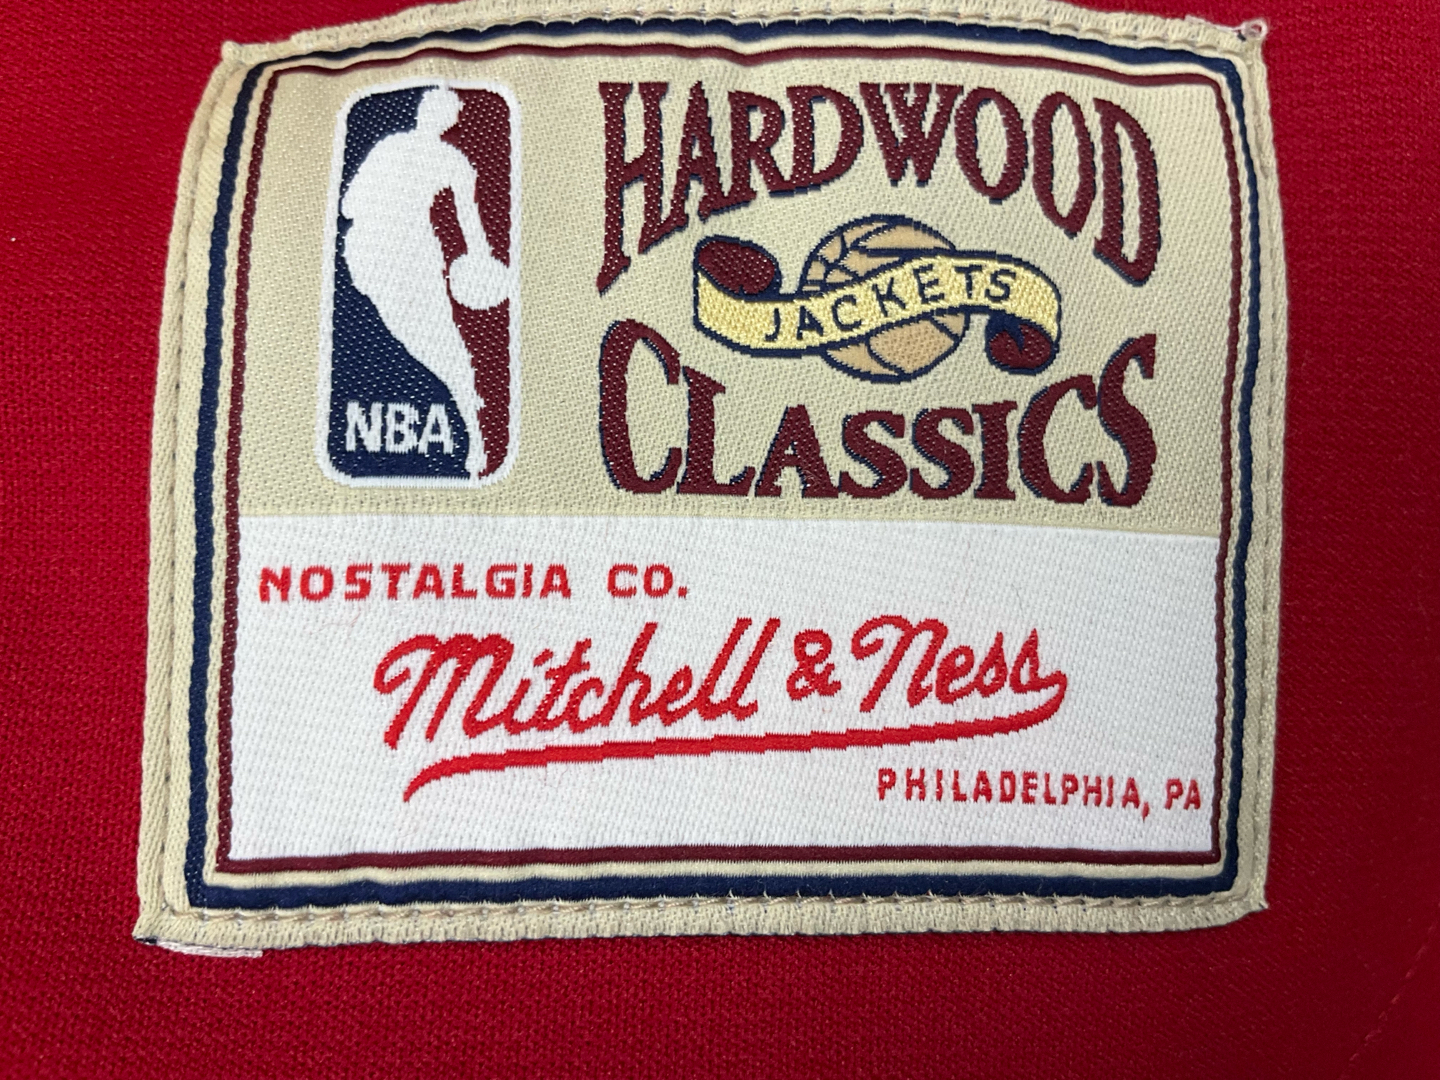 NBA
HARDWOOD
JACKETS
CLASSICS
NOSTALGIA CO.
Mitchell & Ness
PHILADELPHIA, PA